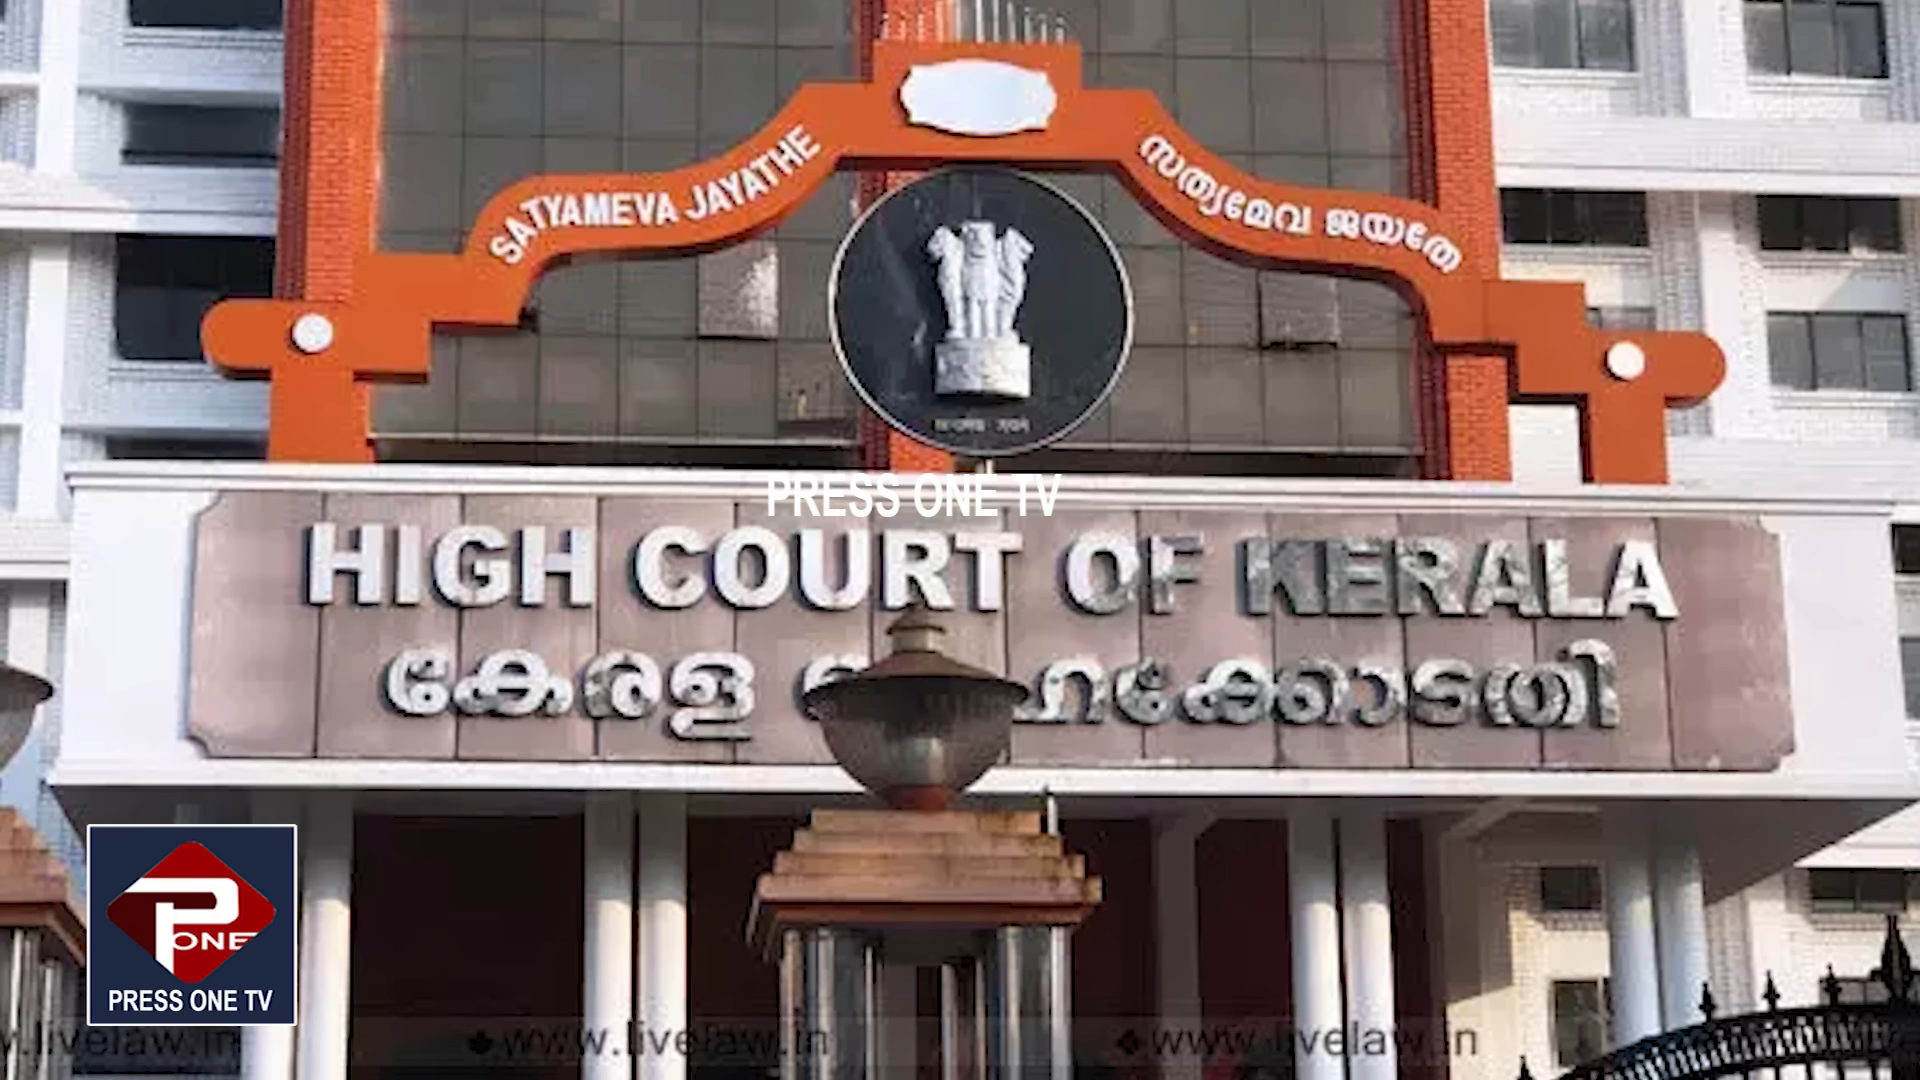 SATYAMEVA JAYATHE
സത്യമേവ ജയതേ
PRESS ONE TV
HIGH COURT OF KERALA
കേരള ഹൈക്കോടതി
P ONE
PRESS ONE TV
www.livelaw.in
www.livelaw.in